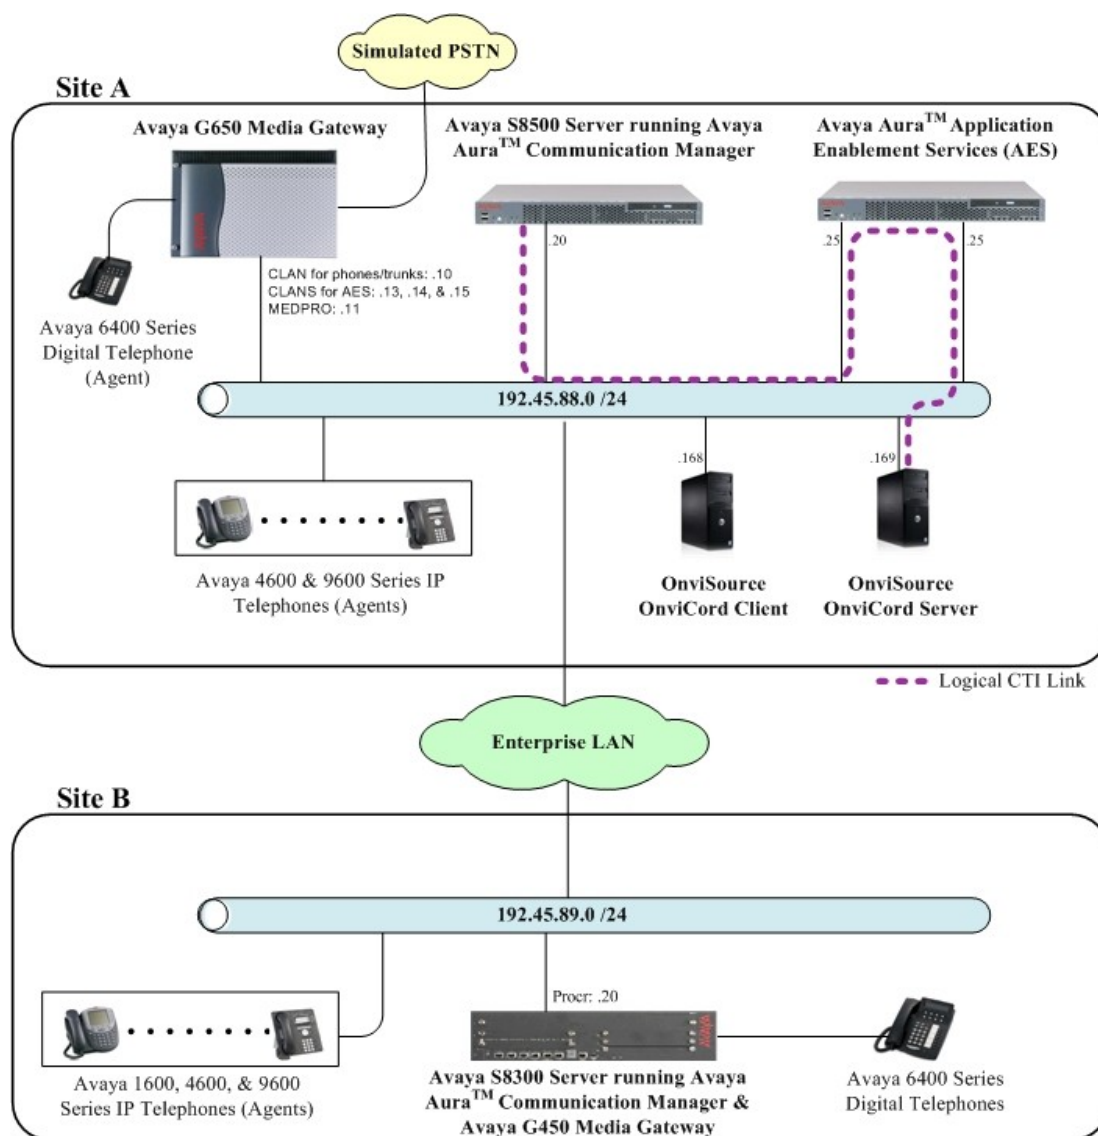 Simulated PSTN
Site A
Avaya G650 Media Gateway
Avaya S8500 Server running Avaya
Aura™ Communication Manager
Avaya Aura™ Application
Enablement Services (AES)
.20
.25
.25
CLAN for phones/trunks: .10
CLANS for AES: .13, .14, & .15
MEDPRO: .11
Avaya 6400 Series
Digital Telephone
(Agent)
192.45.88.0 /24
.168
.169
Avaya 4600 & 9600 Series IP
Telephones (Agents)
OnviSource
OnviCord Client
OnviSource
OnviCord Server
Logical CTI Link
Enterprise LAN
Site B
192.45.89.0 /24
Procr: .20
Avaya 1600, 4600, & 9600
Series IP Telephones (Agents)
Avaya S8300 Server running Avaya
Aura™ Communication Manager &
Avaya G450 Media Gateway
Avaya 6400 Series
Digital Telephones